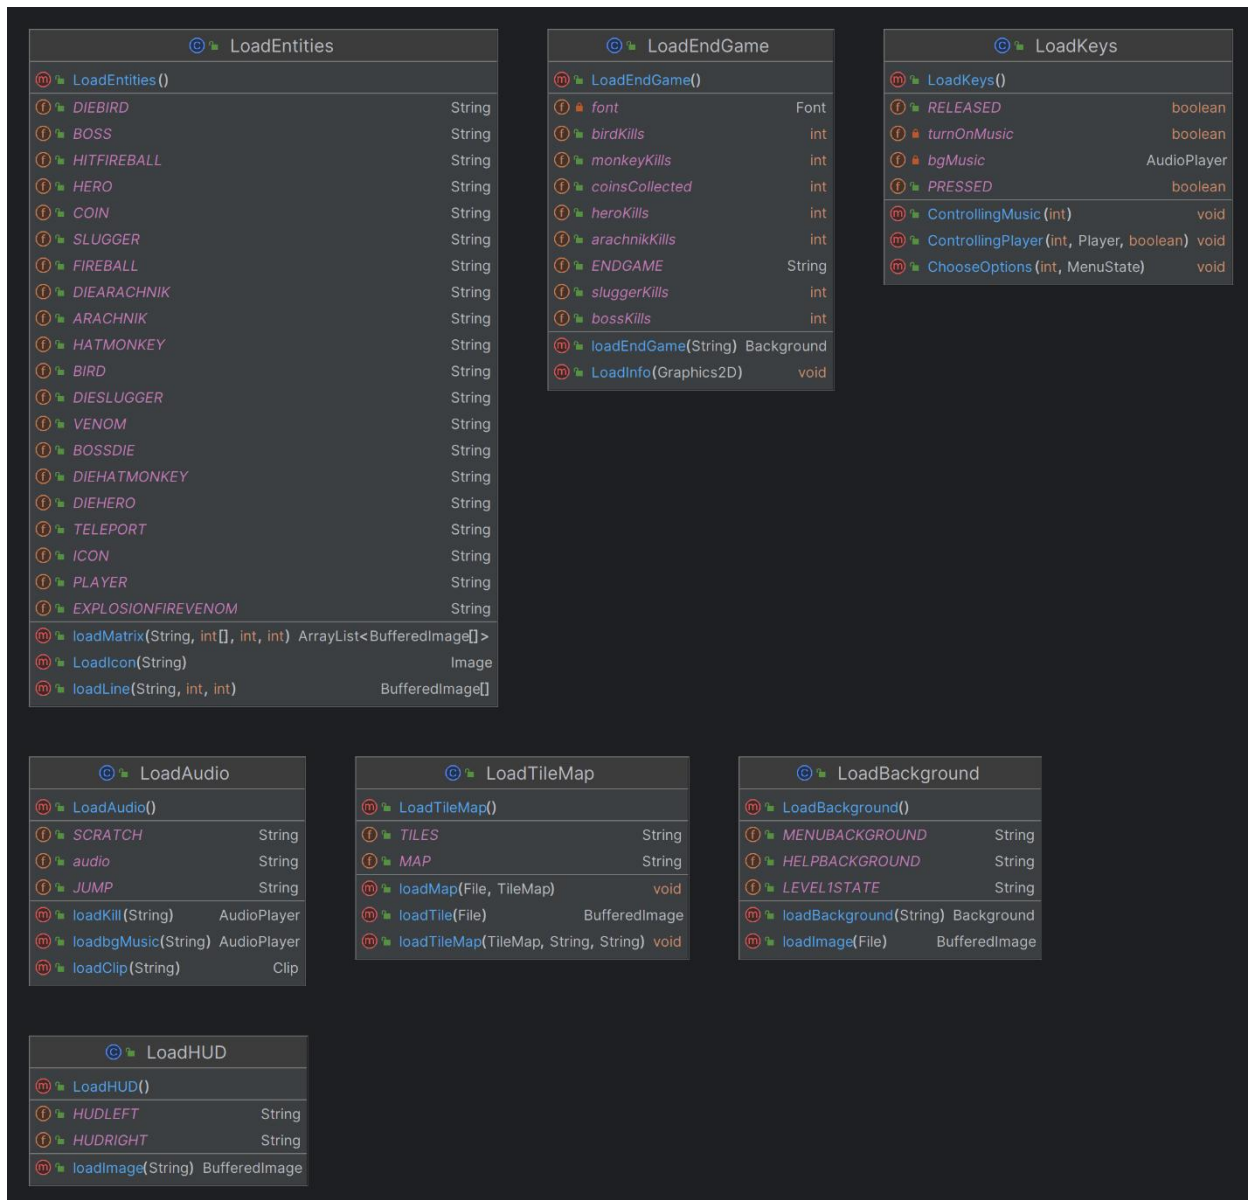 LoadEntities
LoadEntities()
DIEBIRD String
BOSS String
HITFIREBALL String
HERO String
COIN String
SLUGGER String
FIREBALL String
DIEARACHNIK String
ARACHNIK String
HATMONKEY String
BIRD String
DIESLUGGER String
VENOM String
BOSSDIE String
DIEHATMONKEY String
DIEHERO String
TELEPORT String
ICON String
PLAYER String
EXPLOSIONFIREVENOM String
loadMatrix(String, int[], int, int) ArrayList<BufferedImage[]>
LoadIcon(String) Image
loadLine(String, int, int) BufferedImage[]
LoadEndGame
LoadEndGame()
font Font
birdKills int
monkeyKills int
coinsCollected int
heroKills int
arachnikKills int
ENDGAME String
sluggerKills int
bossKills int
loadEndGame(String) Background
LoadInfo(Graphics2D) void
LoadKeys
LoadKeys()
RELEASED boolean
turnOnMusic boolean
bgMusic AudioPlayer
PRESSED boolean
ControllingMusic(int) void
ControllingPlayer(int, Player, boolean) void
ChooseOptions(int, MenuState) void
LoadAudio
LoadAudio()
SCRATCH String
audio String
JUMP String
loadKill(String) AudioPlayer
loadbgMusic(String) AudioPlayer
loadClip(String) Clip
LoadTileMap
LoadTileMap()
TILES String
MAP String
loadMap(File, TileMap) void
loadTile(File) BufferedImage
loadTileMap(TileMap, String, String) void
LoadBackground
LoadBackground()
MENUBACKGROUND String
HELPBACKGROUND String
LEVEL1STATE String
loadBackground(String) Background
loadImage(File) BufferedImage
LoadHUD
LoadHUD()
HUDLEFT String
HUDRIGHT String
loadImage(String) BufferedImage